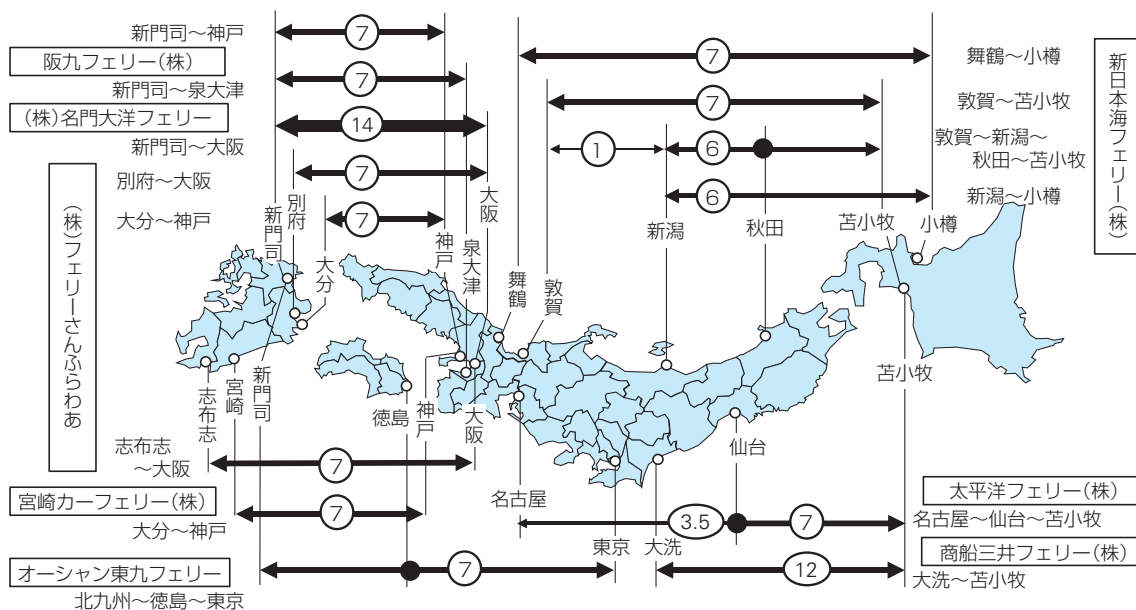 新門司～神戸
7
阪九フェリー(株)
7
新門司～泉大津
(株)名門大洋フェリー
14
新門司～大阪
別府～大阪
7
大分～神戸
7
(株)フェリーさんふらわあ
新門司
別府
大分
神戸
泉大津
大阪
舞鶴
敦賀
新潟
秋田
苫小牧
小樽
7
舞鶴～小樽
7
敦賀～苫小牧
1
6
敦賀～新潟～
秋田～苫小牧
6
新潟～小樽
新日本海フェリー(株)
志布志
宮崎
新門司
徳島
神戸
大阪
名古屋
東京
大洗
仙台
苫小牧
志布志
～大阪
7
宮崎カーフェリー(株)
7
大分～神戸
オーシャン東九フェリー
7
北九州～徳島～東京
太平洋フェリー(株)
3.5
7
名古屋～仙台～苫小牧
商船三井フェリー(株)
12
大洗～苫小牧